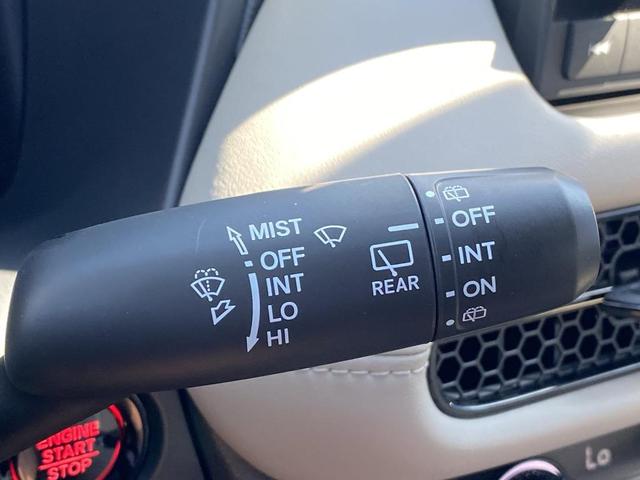 MIST
OFF
INT
LO
HI
REAR
OFF
INT
ON
ENGINE
START
STOP
Lo